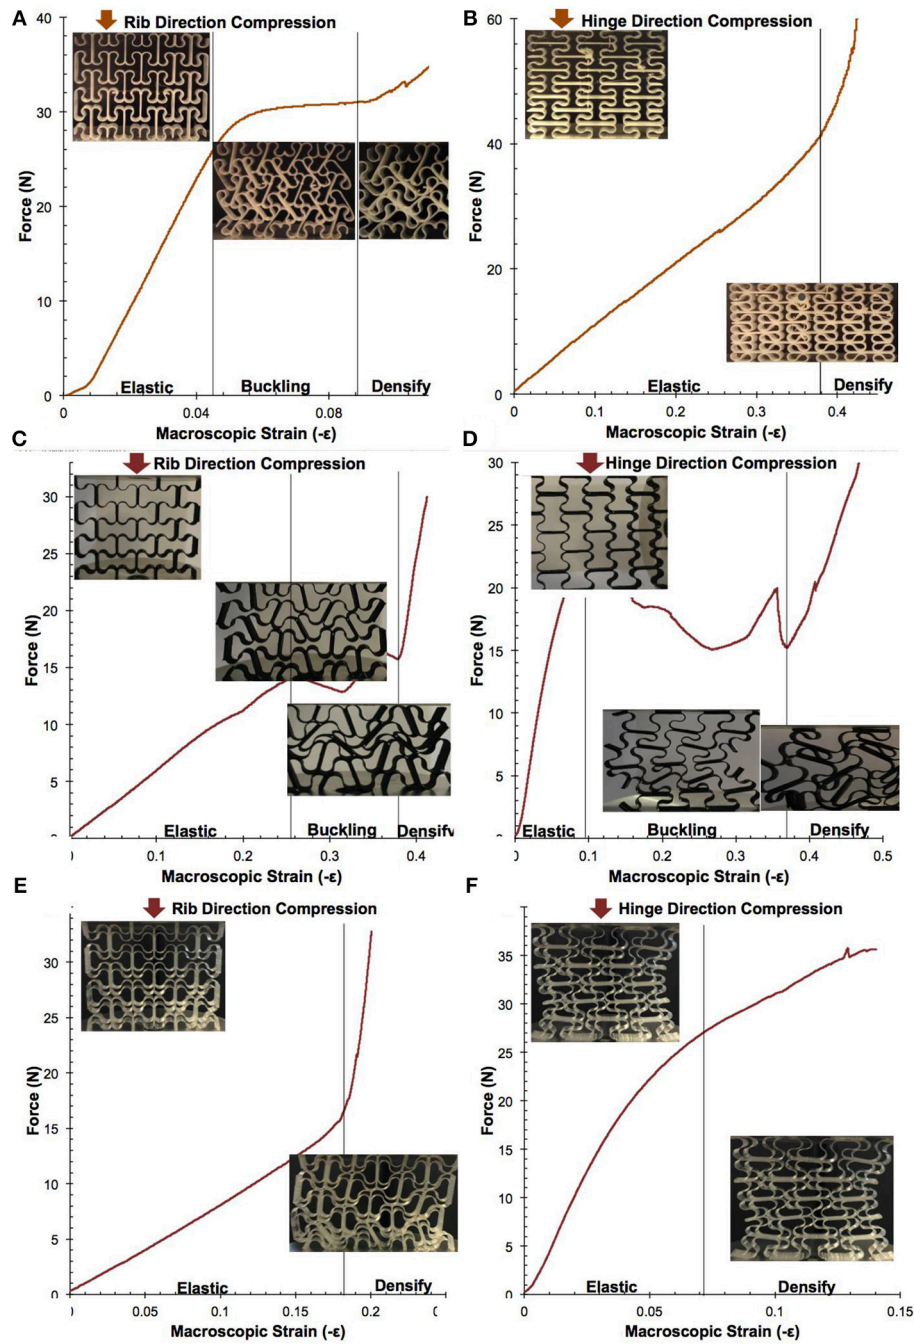 A
Rib Direction Compression
40
30
20
10
0
Force (N)
Elastic
Buckling
Densify
0
0.04
0.08
Macroscopic Strain (-ε)
B
Hinge Direction Compression
60
40
20
0
Force (N)
Elastic
Densify
0
0.1
0.2
0.3
0.4
Macroscopic Strain (-ε)
C
Rib Direction Compression
30
25
20
15
10
5
Force (N)
Elastic
Buckling
Densify
0.1
0.2
0.3
0.4
Macroscopic Strain (-ε)
D
Hinge Direction Compression
30
25
20
15
10
5
Force (N)
Elastic
Buckling
Densify
0.1
0.2
0.3
0.4
0.5
Macroscopic Strain (-ε)
E
Rib Direction Compression
30
25
20
15
10
5
0
Force (N)
Elastic
Densify
0.05
0.1
0.15
0.2
Macroscopic Strain (-ε)
F
Hinge Direction Compression
35
30
25
20
15
10
5
0
Force (N)
Elastic
Densify
0
0.05
0.1
0.15
Macroscopic Strain (-ε)